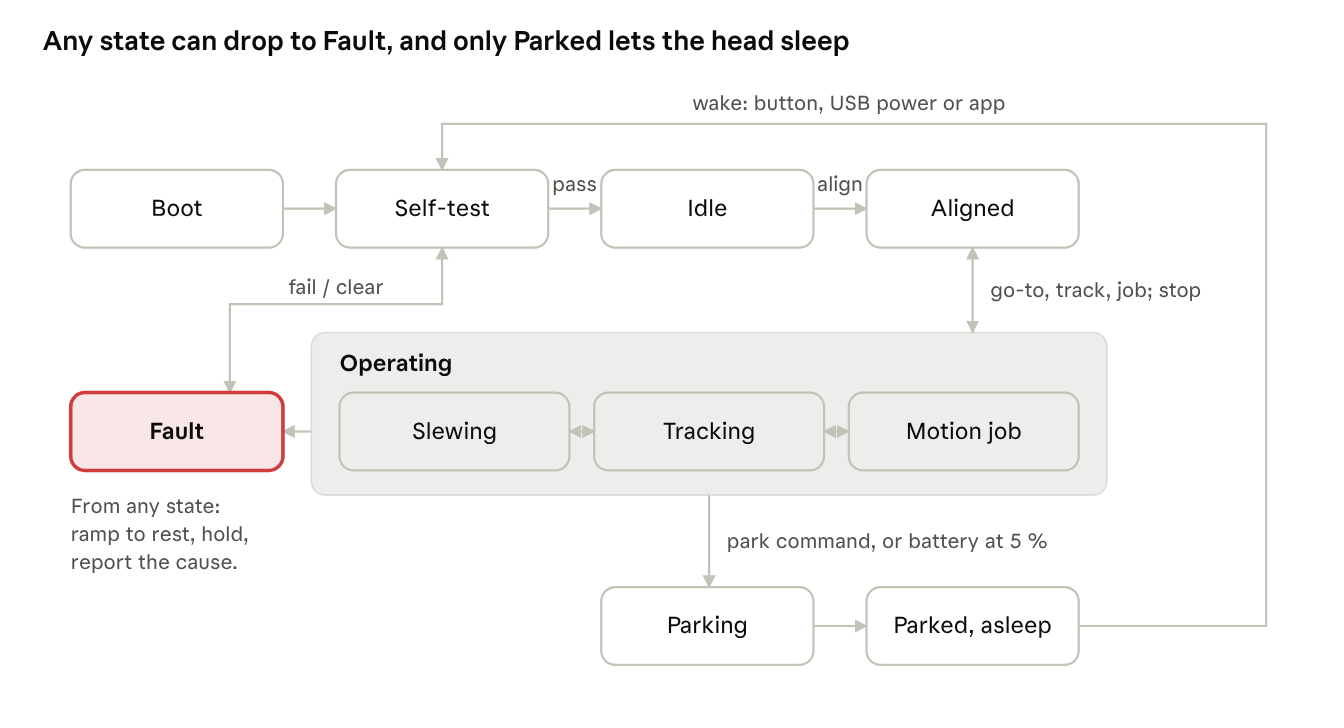 Any state can drop to Fault, and only Parked lets the head sleep
wake: button, USB power or app
Boot
Self-test
pass
Idle
align
Aligned
fail / clear
go-to, track, job; stop
Operating
Fault
Slewing
Tracking
Motion job
From any state:
ramp to rest, hold,
report the cause.
park command, or battery at 5 %
Parking
Parked, asleep